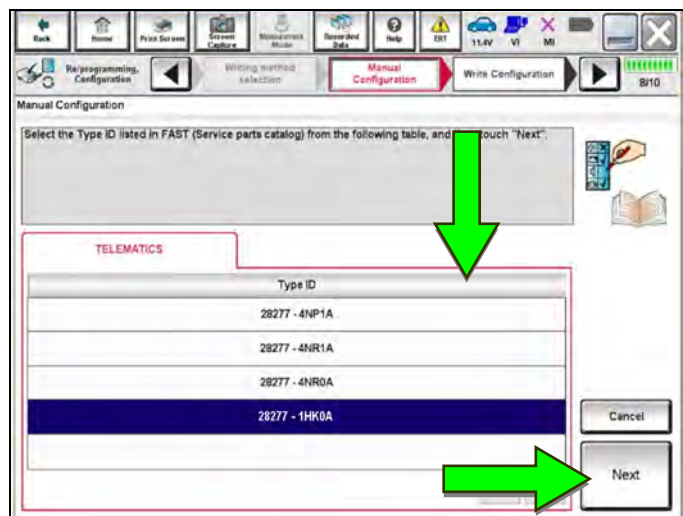 Back
Home
Print Screen
Screen Capture
Measurement Mode
Recorded Data
Help
ERT
11.4V
VI
MI
Re/programming, Configuration
Writing method selection
Manual Configuration
Write Configuration
8/10
Manual Configuration
Select the Type ID listed in FAST (Service parts catalog) from the following table, and touch "Next".
TELEMATICS
Type ID
28277 - 4NP1A
28277 - 4NR1A
28277 - 4NR0A
28277 - 1HK0A
Cancel
Next